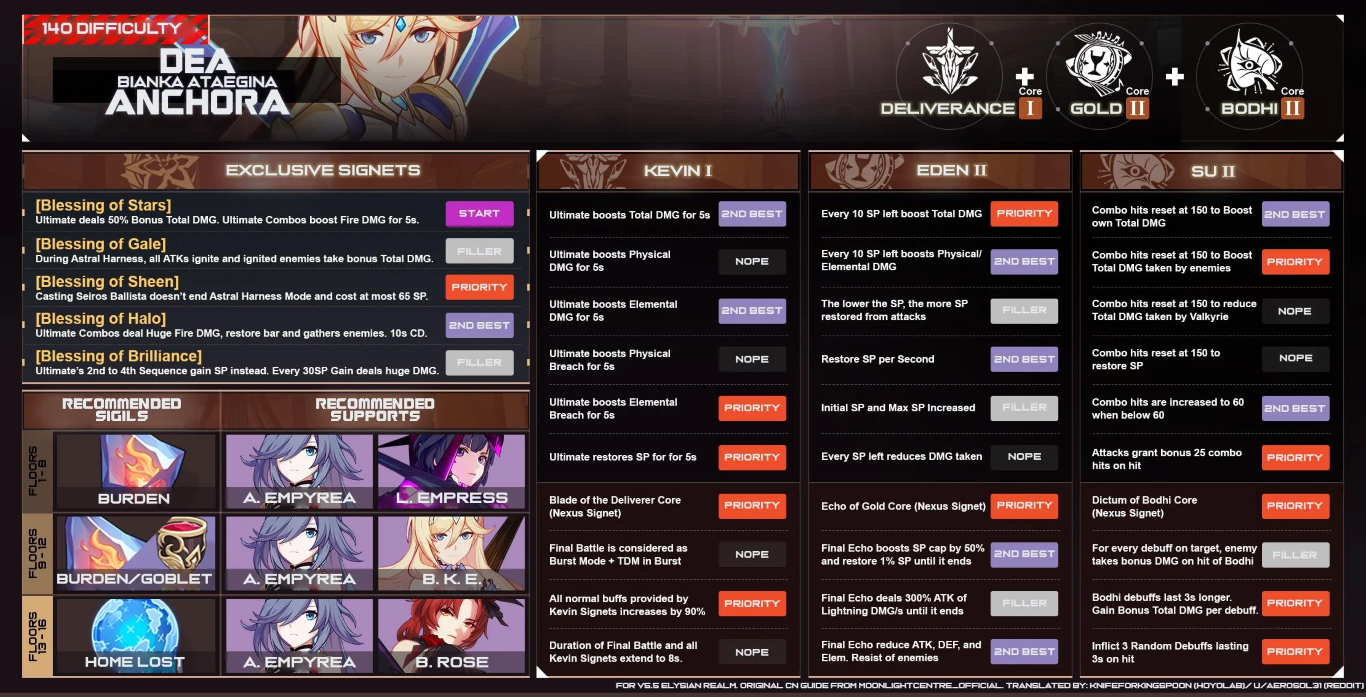 140 DIFFICULTY
DEA
BIANKA ATAEGINA
ANCHORA
DELIVERANCE
Core
I
+
GOLD
Core
II
+
BODHI
Core
II
EXCLUSIVE SIGNETS
[Blessing of Stars]
Ultimate deals 50% Bonus Total DMG. Ultimate Combos boost Fire DMG for 5s.
START
[Blessing of Gale]
During Astral Harness, all ATKs ignite and ignited enemies take bonus Total DMG.
FILLER
[Blessing of Sheen]
Casting Seiros Ballista doesn't end Astral Harness Mode and cost at most 65 SP.
PRIORITY
[Blessing of Halo]
Ultimate Combos deal Huge Fire DMG, restore bar and gathers enemies. 10s CD.
2ND BEST
[Blessing of Brilliance]
Ultimate's 2nd to 4th Sequence gain SP instead. Every 30SP Gain deals huge DMG.
FILLER
RECOMMENDED
SIGILS
RECOMMENDED
SUPPORTS
FLOORS
1-8
BURDEN
A. EMPYREA
L. EMPRESS
FLOORS
9-12
BURDEN/GOBLET
A. EMPYREA
B. K. E.
FLOORS
13-16
HOME LOST
A. EMPYREA
B. ROSE
KEVIN I
Ultimate boosts Total DMG for 5s
2ND BEST
Ultimate boosts Physical
DMG for 5s
NOPE
Ultimate boosts Elemental
DMG for 5s
2ND BEST
Ultimate boosts Physical
Breach for 5s
NOPE
Ultimate boosts Elemental
Breach for 5s
PRIORITY
Ultimate restores SP for for 5s
PRIORITY
Blade of the Deliverer Core
(Nexus Signet)
PRIORITY
Final Battle is considered as
Burst Mode + TDM in Burst
NOPE
All normal buffs provided by
Kevin Signets increases by 90%
PRIORITY
Duration of Final Battle and all
Kevin Signets extend to 8s.
NOPE
EDEN II
Every 10 SP left boost Total DMG
PRIORITY
Every 10 SP left boosts Physical/
Elemental DMG
2ND BEST
The lower the SP, the more SP
restored from attacks
FILLER
Restore SP per Second
2ND BEST
Initial SP and Max SP Increased
FILLER
Every SP left reduces DMG taken
NOPE
Echo of Gold Core (Nexus Signet)
PRIORITY
Final Echo boosts SP cap by 50%
and restore 1% SP until it ends
2ND BEST
Final Echo deals 300% ATK of
Lightning DMG/s until it ends
FILLER
Final Echo reduce ATK, DEF, and
Elem. Resist of enemies
2ND BEST
SU II
Combo hits reset at 150 to Boost
own Total DMG
2ND BEST
Combo hits reset at 150 to Boost
Total DMG taken by enemies
PRIORITY
Combo hits reset at 150 to reduce
Total DMG taken by Valkyrie
NOPE
Combo hits reset at 150 to
restore SP
NOPE
Combo hits are increased to 60
when below 60
2ND BEST
Attacks grant bonus 25 combo
hits on hit
PRIORITY
Dictum of Bodhi Core
(Nexus Signet)
PRIORITY
For every debuff on target, enemy
takes bonus DMG on hit of Bodhi
FILLER
Bodhi debuffs last 3s longer.
Gain Bonus Total DMG per debuff.
PRIORITY
Inflict 3 Random Debuffs lasting
3s on hit
PRIORITY
FOR V5.5 ELYSIAN REALM. ORIGINAL CN GUIDE FROM MOONLIGHTCENTRE_OFFICIAL. TRANSLATED BY: KNIFEFORKINGSPOON (HOYOLAB)/ U/AEROSOL31 (REDDIT)